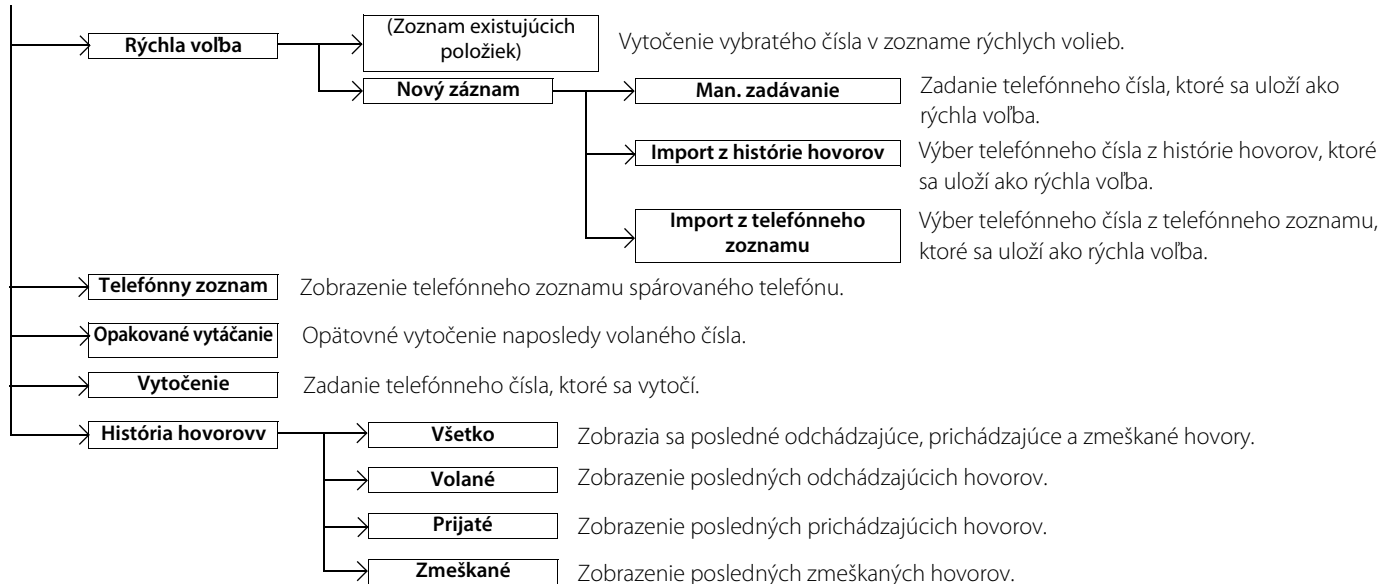 Rýchla voľba
(Zoznam existujúcich
položiek)
Vytočenie vybratého čísla v zozname rýchlych volieb.
Nový záznam
Man. zadávanie
Zadanie telefónneho čísla, ktoré sa uloží ako
rýchla voľba.
Import z histórie hovorov
Výber telefónneho čísla z histórie hovorov, ktoré
sa uloží ako rýchla voľba.
Import z telefónneho
zoznamu
Výber telefónneho čísla z telefónneho zoznamu,
ktoré sa uloží ako rýchla voľba.
Telefónny zoznam
Zobrazenie telefónneho zoznamu spárovaného telefónu.
Opakované vytáčanie
Opätovné vytočenie naposledy volaného čísla.
Vytočenie
Zadanie telefónneho čísla, ktoré sa vytočí.
História hovorovv
Všetko
Zobrazia sa posledné odchádzajúce, prichádzajúce a zmeškané hovory.
Volané
Zobrazenie posledných odchádzajúcich hovorov.
Prijaté
Zobrazenie posledných prichádzajúcich hovorov.
Zmeškané
Zobrazenie posledných zmeškaných hovorov.